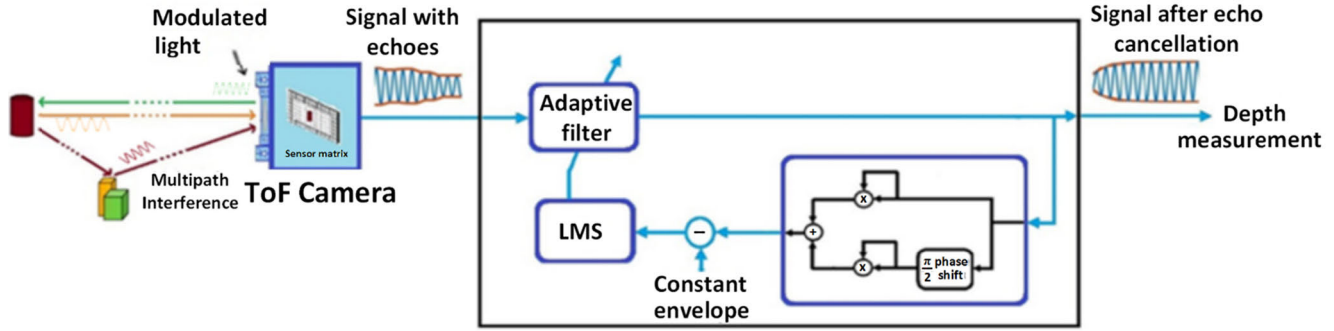 Modulated
light
Signal with
echoes
Signal after echo
cancellation
Adaptive
filter
Depth
measurement
Sensor matrix
Multipath
Interference
ToF Camera
LMS
−
Constant
envelope
x
+
x
π/2 phase
shift